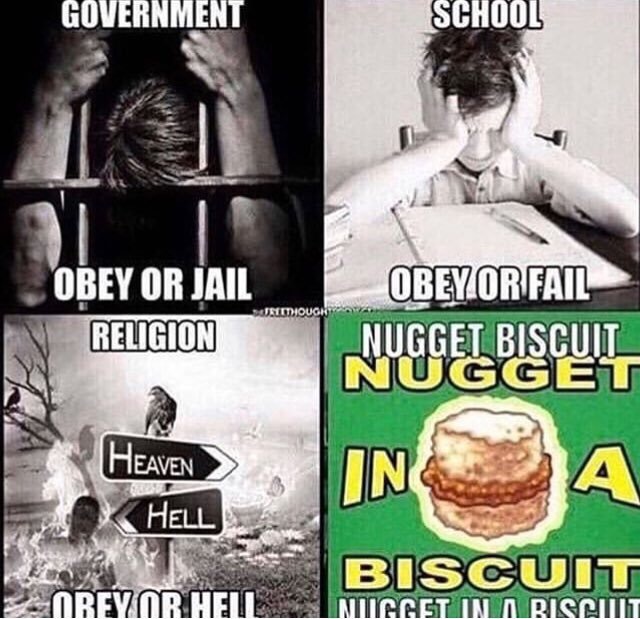 GOVERNMENT
OBEY OR JAIL
SCHOOL
OBEY OR FAIL
RELIGION
HEAVEN
HELL
OBEY OR HELL
NUGGET BISCUIT
NUGGET
IN A
BISCUIT
NUGGET IN A BISCUIT